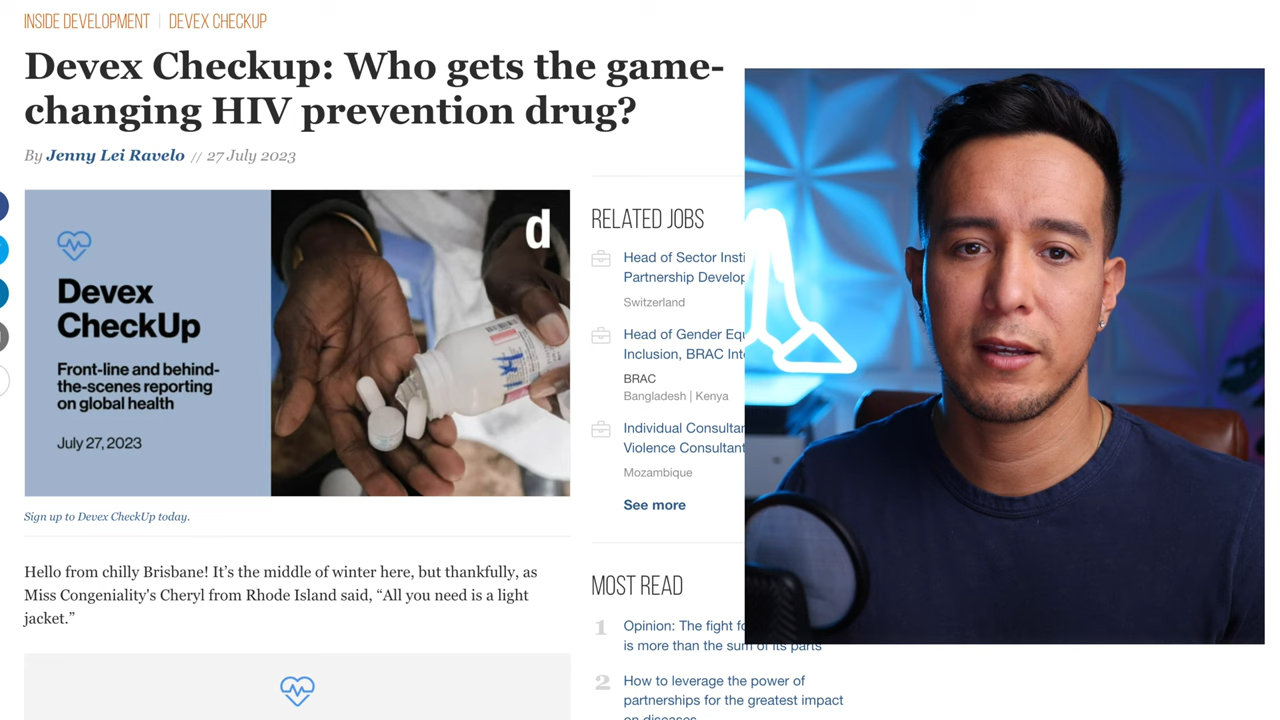 INSIDE DEVELOPMENT | DEVEX CHECKUP
Devex Checkup: Who gets the game-
changing HIV prevention drug?
By Jenny Lei Ravelo // 27 July 2023
d
Devex
CheckUp
Front-line and behind-
the-scenes reporting
on global health
July 27, 2023
Sign up to Devex CheckUp today.
Hello from chilly Brisbane! It’s the middle of winter here, but thankfully, as
Miss Congeniality's Cheryl from Rhode Island said, “All you need is a light
jacket.”
RELATED JOBS
Head of Sector
Partnership
Switzerland
Head of Gender
Inclusion, BRAC
BRAC
Bangladesh | Kenya
Individual
Violence Consultant
Mozambique
See more
MOST READ
1 Opinion: The fight
is more than the sum of its parts
2 How to leverage the power of
partnerships for the greatest impact
on diseases